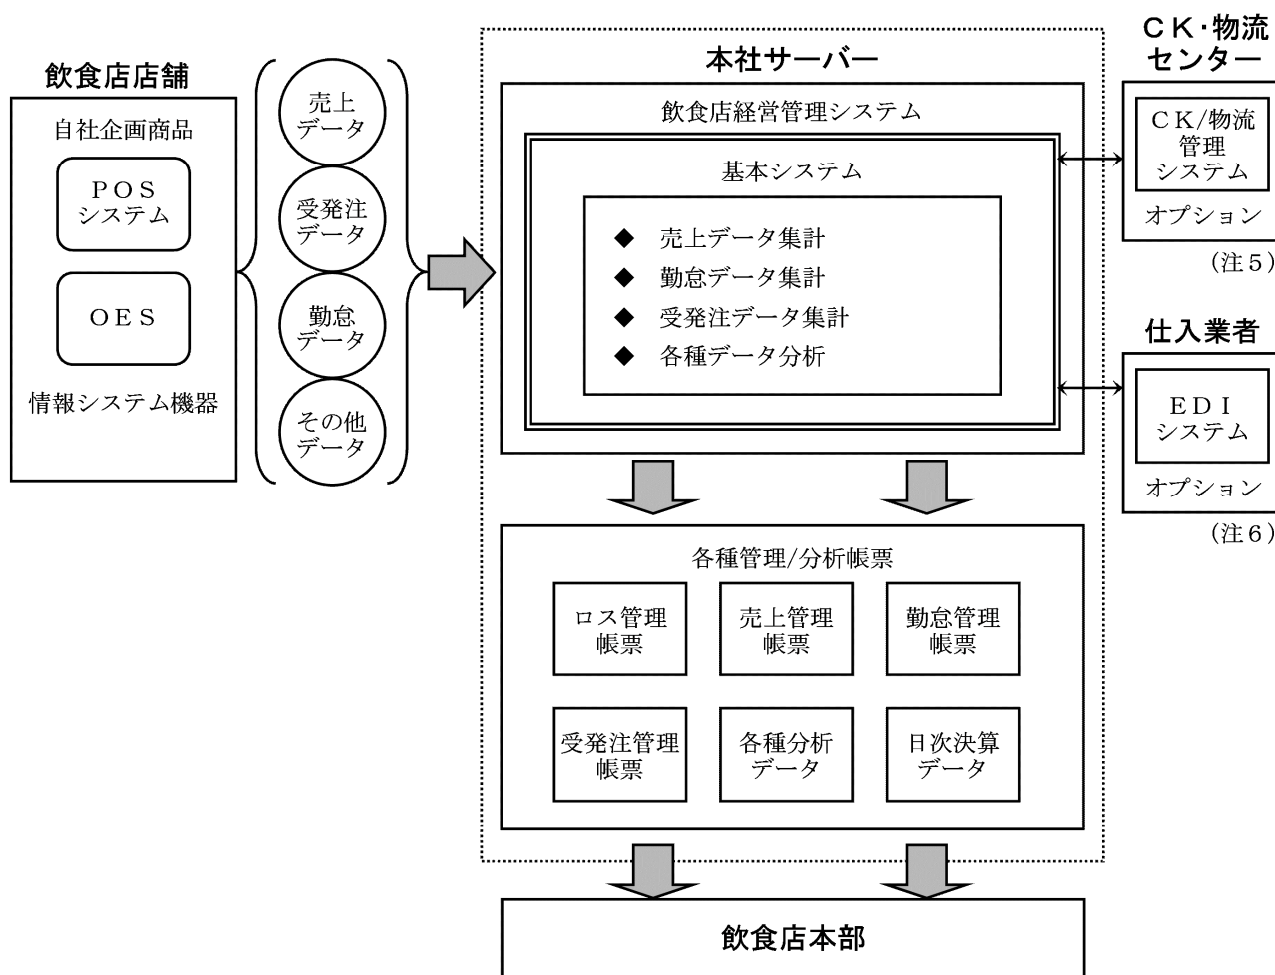 飲食店店舗
自社企画商品
ＰＯＳ
システム
ＯＥＳ
情報システム機器
売上
データ
受発注
データ
勤怠
データ
その他
データ
本社サーバー
飲食店経営管理システム
基本システム
◆ 売上データ集計
◆ 勤怠データ集計
◆ 受発注データ集計
◆ 各種データ分析
ＣＫ･物流
センター
ＣＫ/物流
管理
システム
オプション
（注５）
仕入業者
ＥＤＩ
システム
オプション
（注６）
各種管理/分析帳票
ロス管理
帳票
売上管理
帳票
勤怠管理
帳票
受発注管理
帳票
各種分析
データ
日次決算
データ
飲食店本部